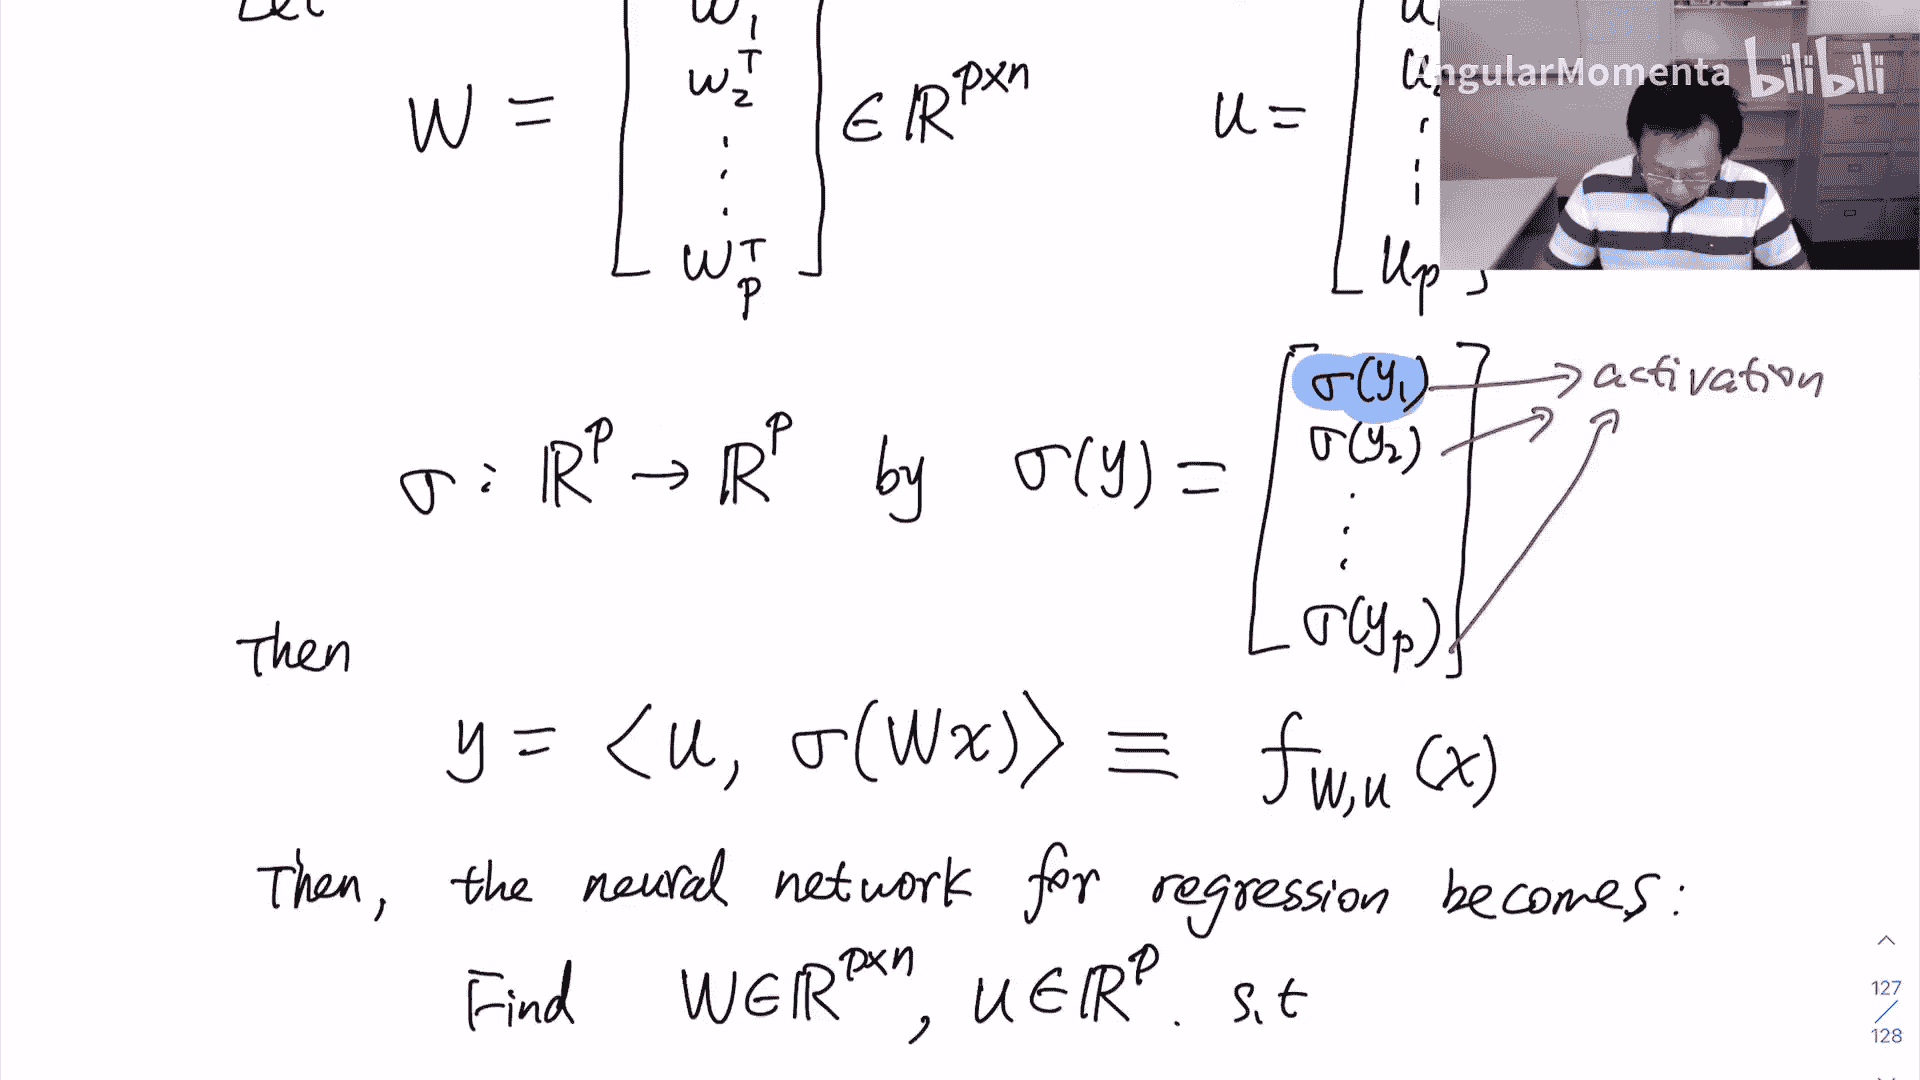 Let
W = [ w₁
w₂ᵀ
⋮
w_pᵀ ] ∈ ℝ^{p×n}
u = [ u₁
u₂
⋮
u_p ]
AngularMomenta bilibili
σ : ℝ^p → ℝ^p by σ(y) = [ σ(y₁)
σ(y₂)
⋮
σ(y_p) ] → activation
Then
y = ⟨u, σ(Wx)⟩ ≡ f_{W,u}(x)
Then, the neural network for regression becomes:
Find W∈ℝ^{p×n}, u∈ℝ^p. s.t
127
/
128